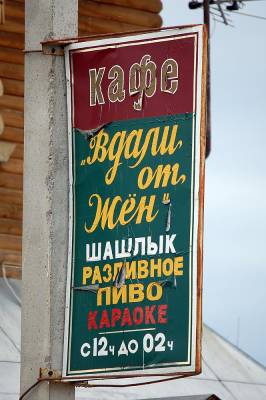 кафе
"Вдали
от
Жён"
ШАШЛЫК
РАЗЛИВНОЕ
ПИВО
КАРАОКЕ
С 12ч ДО 02ч